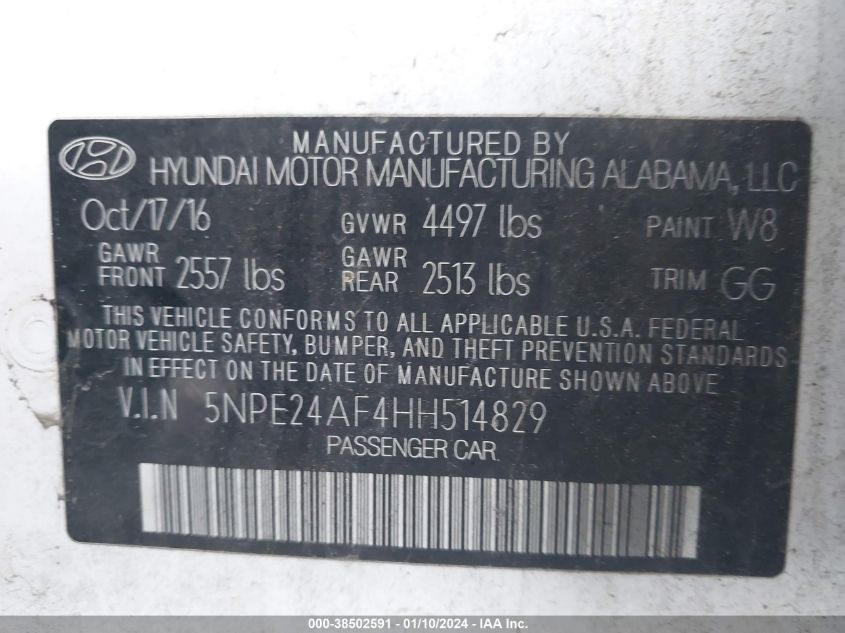 MANUFACTURED BY
HYUNDAI MOTOR MANUFACTURING ALABAMA, LLC
Oct/17/16 GVWR 4497 lbs PAINT W8
GAWR FRONT 2557 lbs GAWR REAR 2513 lbs TRIM GG
THIS VEHICLE CONFORMS TO ALL APPLICABLE U.S.A. FEDERAL
MOTOR VEHICLE SAFETY, BUMPER, AND THEFT PREVENTION STANDARDS
IN EFFECT ON THE DATE OF MANUFACTURE SHOWN ABOVE
V.I.N 5NPE24AF4HH514829
PASSENGER CAR
000-38502591 - 01/10/2024 - IAA Inc.